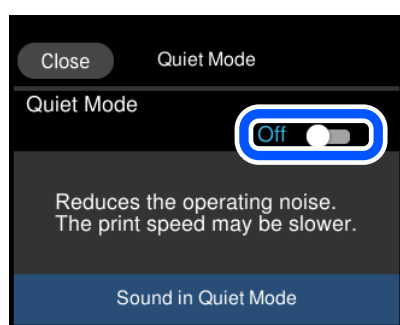 Close
Quiet Mode
Quiet Mode
Off
Reduces the operating noise.
The print speed may be slower.
Sound in Quiet Mode